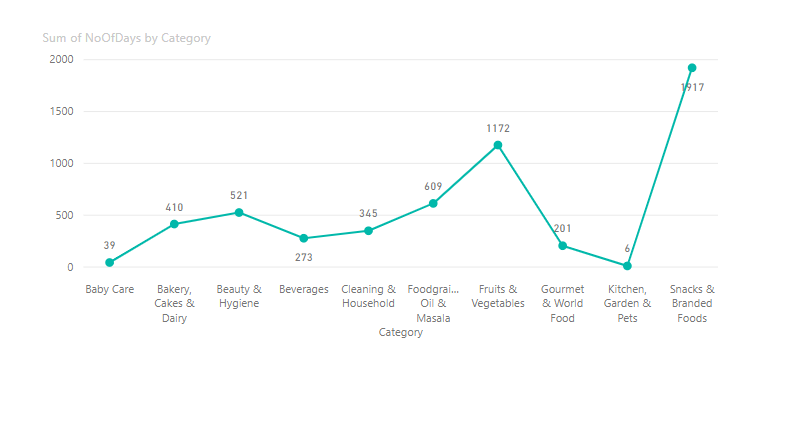 Sum of NoOfDays by Category
2000
1500
1000
500
0
39
410
521
273
345
609
1172
201
6
1917
Baby Care
Bakery,
Cakes &
Dairy
Beauty &
Hygiene
Beverages
Cleaning &
Household
Foodgrai...
Oil &
Masala
Fruits &
Vegetables
Gourmet
& World
Food
Kitchen,
Garden &
Pets
Snacks &
Branded
Foods
Category